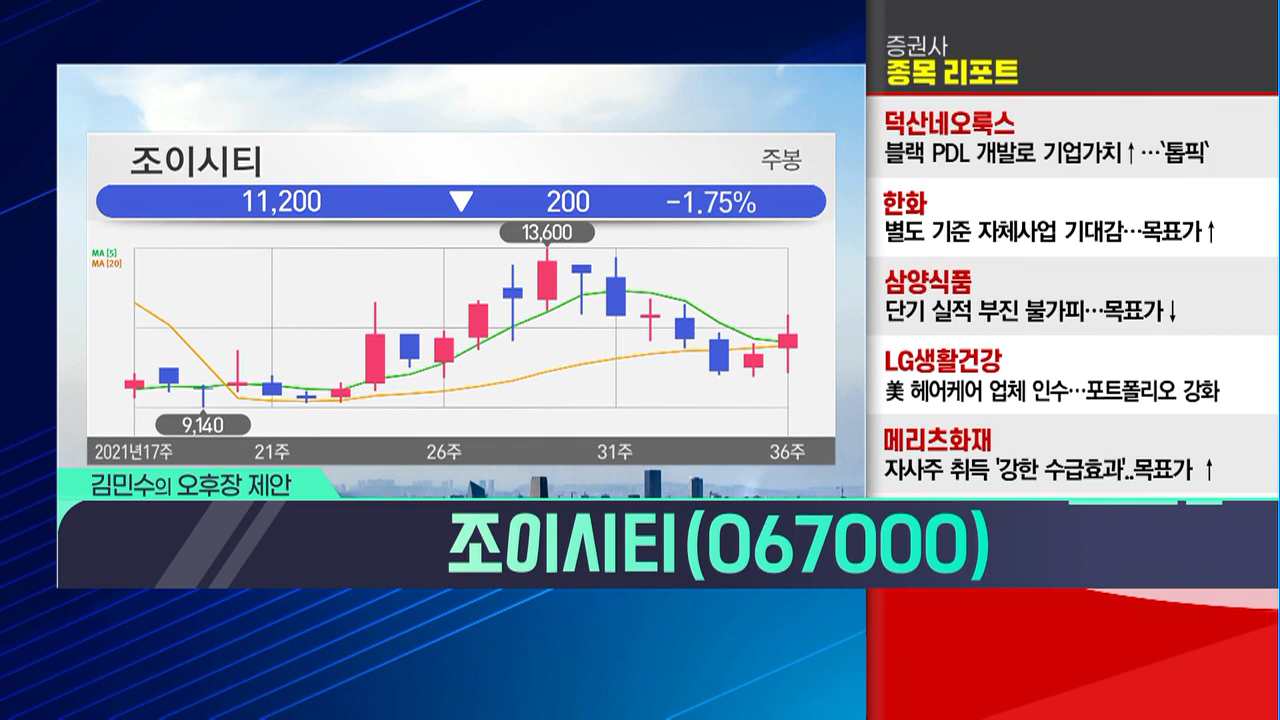 조이시티
주봉
11,200 ▼ 200 -1.75%
13,600
MA [5]
MA [20]
9,140
2021년17주 21주 26주 31주 36주
김민수의 오후장 제안
조이시티(067000)
증권사
종목 리포트
덕산네오룩스
블랙 PDL 개발로 기업가치↑…'톱픽'
한화
별도 기준 자체사업 기대감…목표가↑
삼양식품
단기 실적 부진 불가피…목표가↓
LG생활건강
美 헤어케어 업체 인수…포트폴리오 강화
메리츠화재
자사주 취득 '강한 수급효과'..목표가 ↑